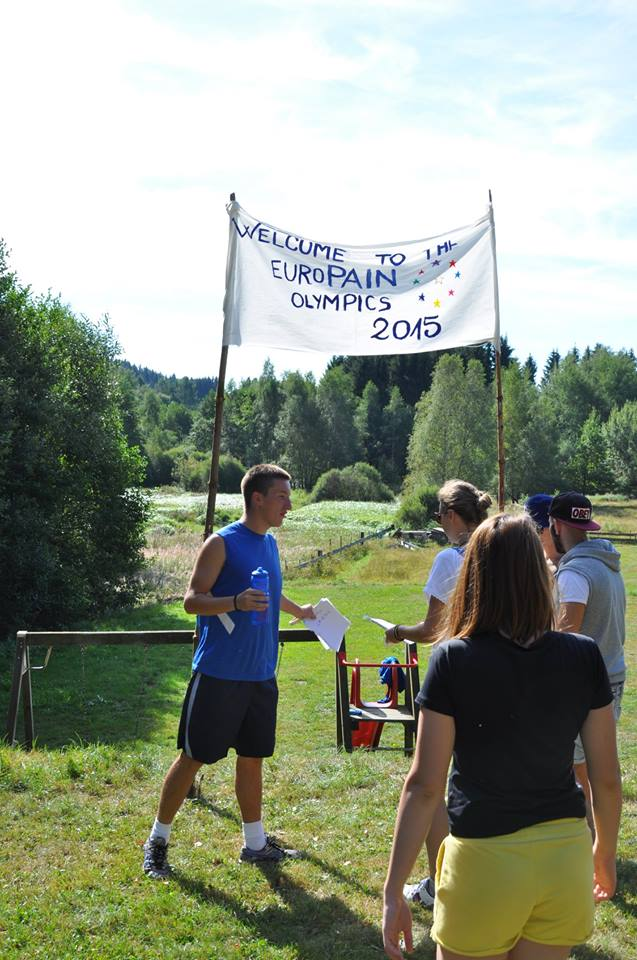 WELCOME TO THE
EUROPAIN
OLYMPICS
2015
OBEY